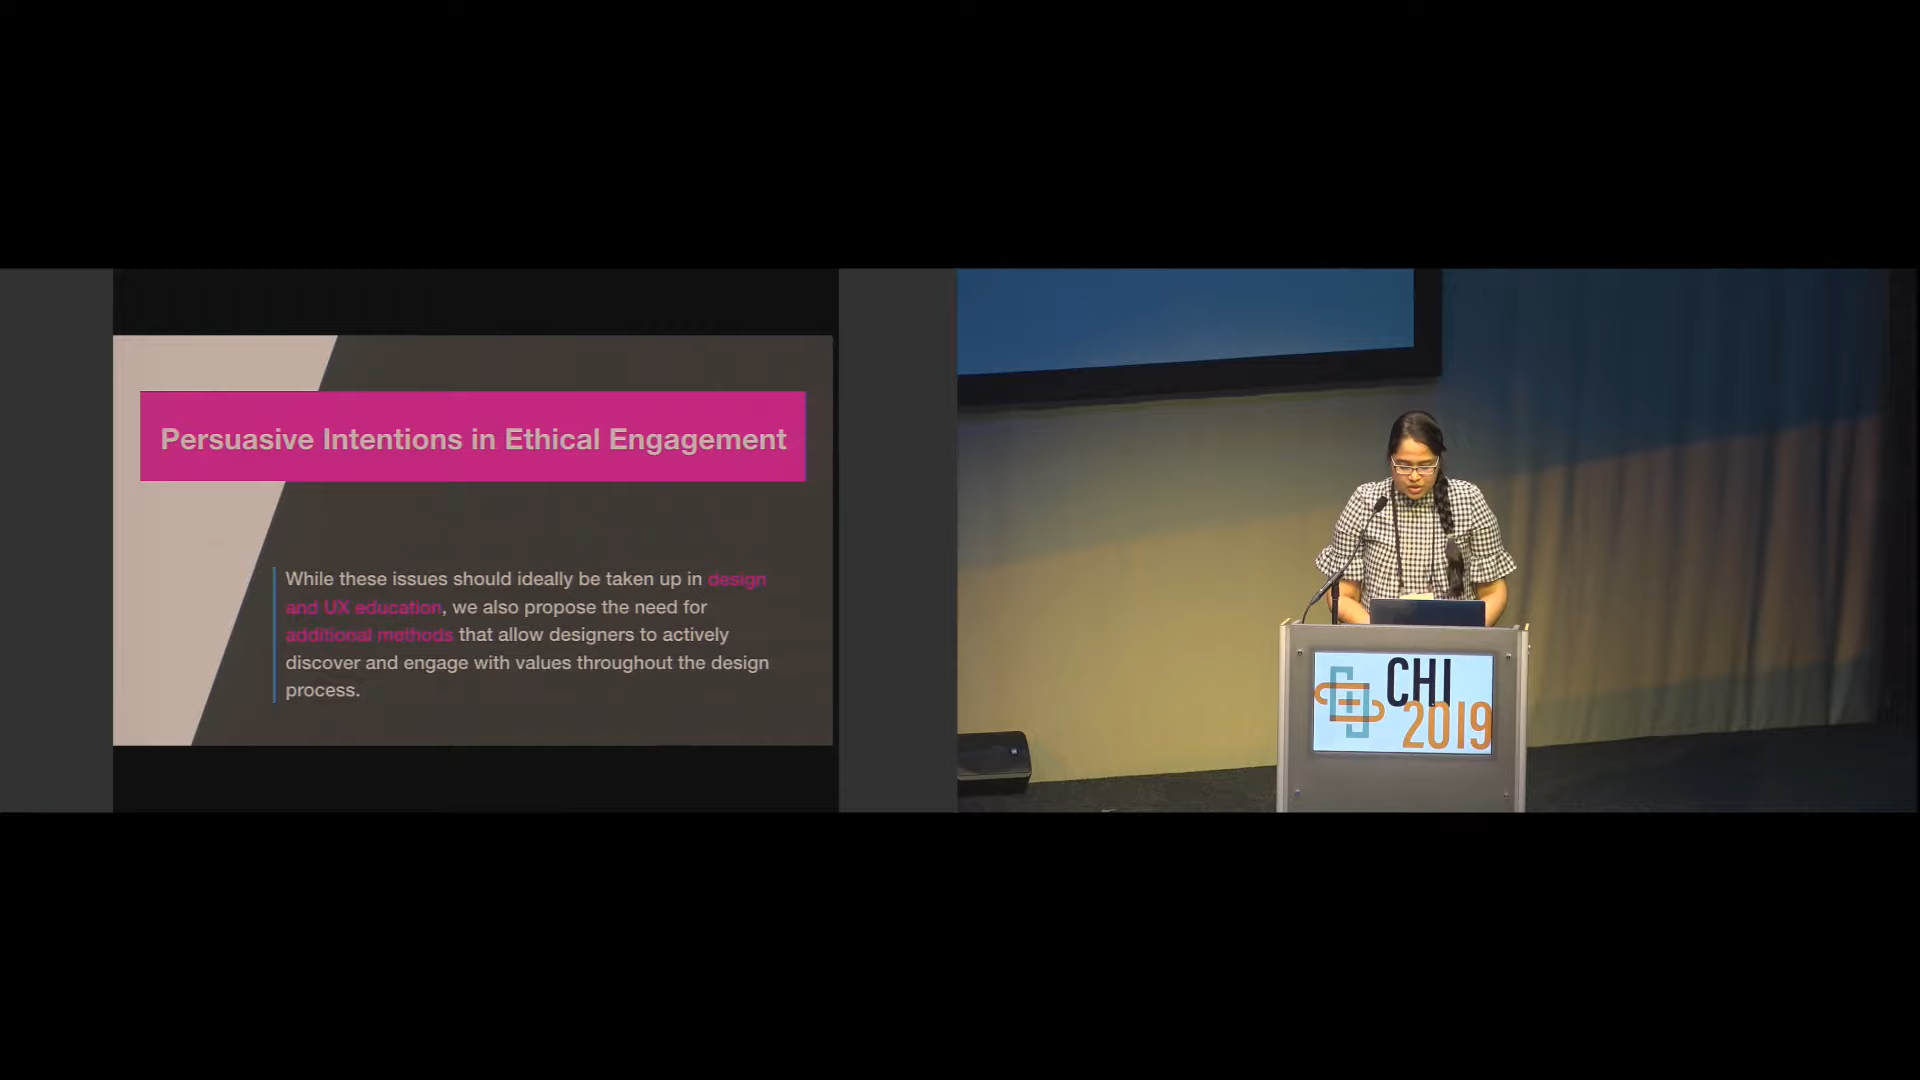 Persuasive Intentions in Ethical Engagement
While these issues should ideally be taken up in design
and UX education, we also propose the need for
additional methods that allow designers to actively
discover and engage with values throughout the design
process.
CHI
2019